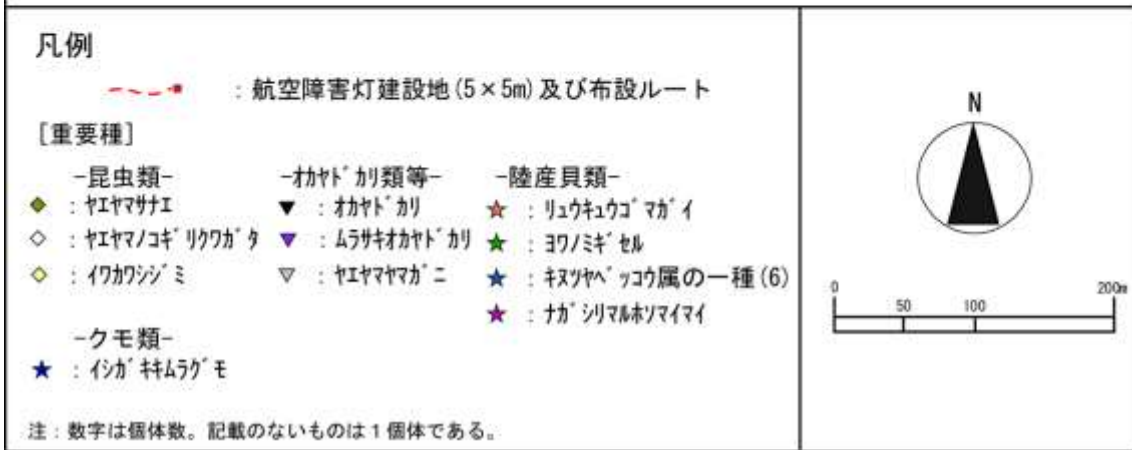 凡例
：航空障害灯建設地(5×5m)及び布設ルート
[重要種]
-昆虫類-
：ﾔｴﾔﾏｻﾅｴ
：ﾔｴﾔﾏﾉｺｷﾞﾘｸﾜｶﾞﾀ
：ｲﾜｶﾜｼｼﾞﾐ
-クモ類-
：ｲｼｶﾞｷｷﾑﾗｸﾞﾓ
-ｵｶﾔﾄﾞｶﾘ類等-
：ｵｶﾔﾄﾞｶﾘ
：ﾑﾗｻｷｵｶﾔﾄﾞｶﾘ
：ﾔｴﾔﾏﾔﾏｶﾞﾆ
-陸産貝類-
：ﾘｭｳｷｭｳｺﾞﾏｶﾞｲ
：ﾖﾜﾉﾐｷﾞｾﾙ
：ｷﾇﾂﾔﾍﾞｯｺｳ属の一種(6)
：ﾅｶﾞｼﾘﾏﾙﾎｿﾏｲﾏｲ
注：数字は個体数。記載のないものは1個体である。
N
0 50 100 200m